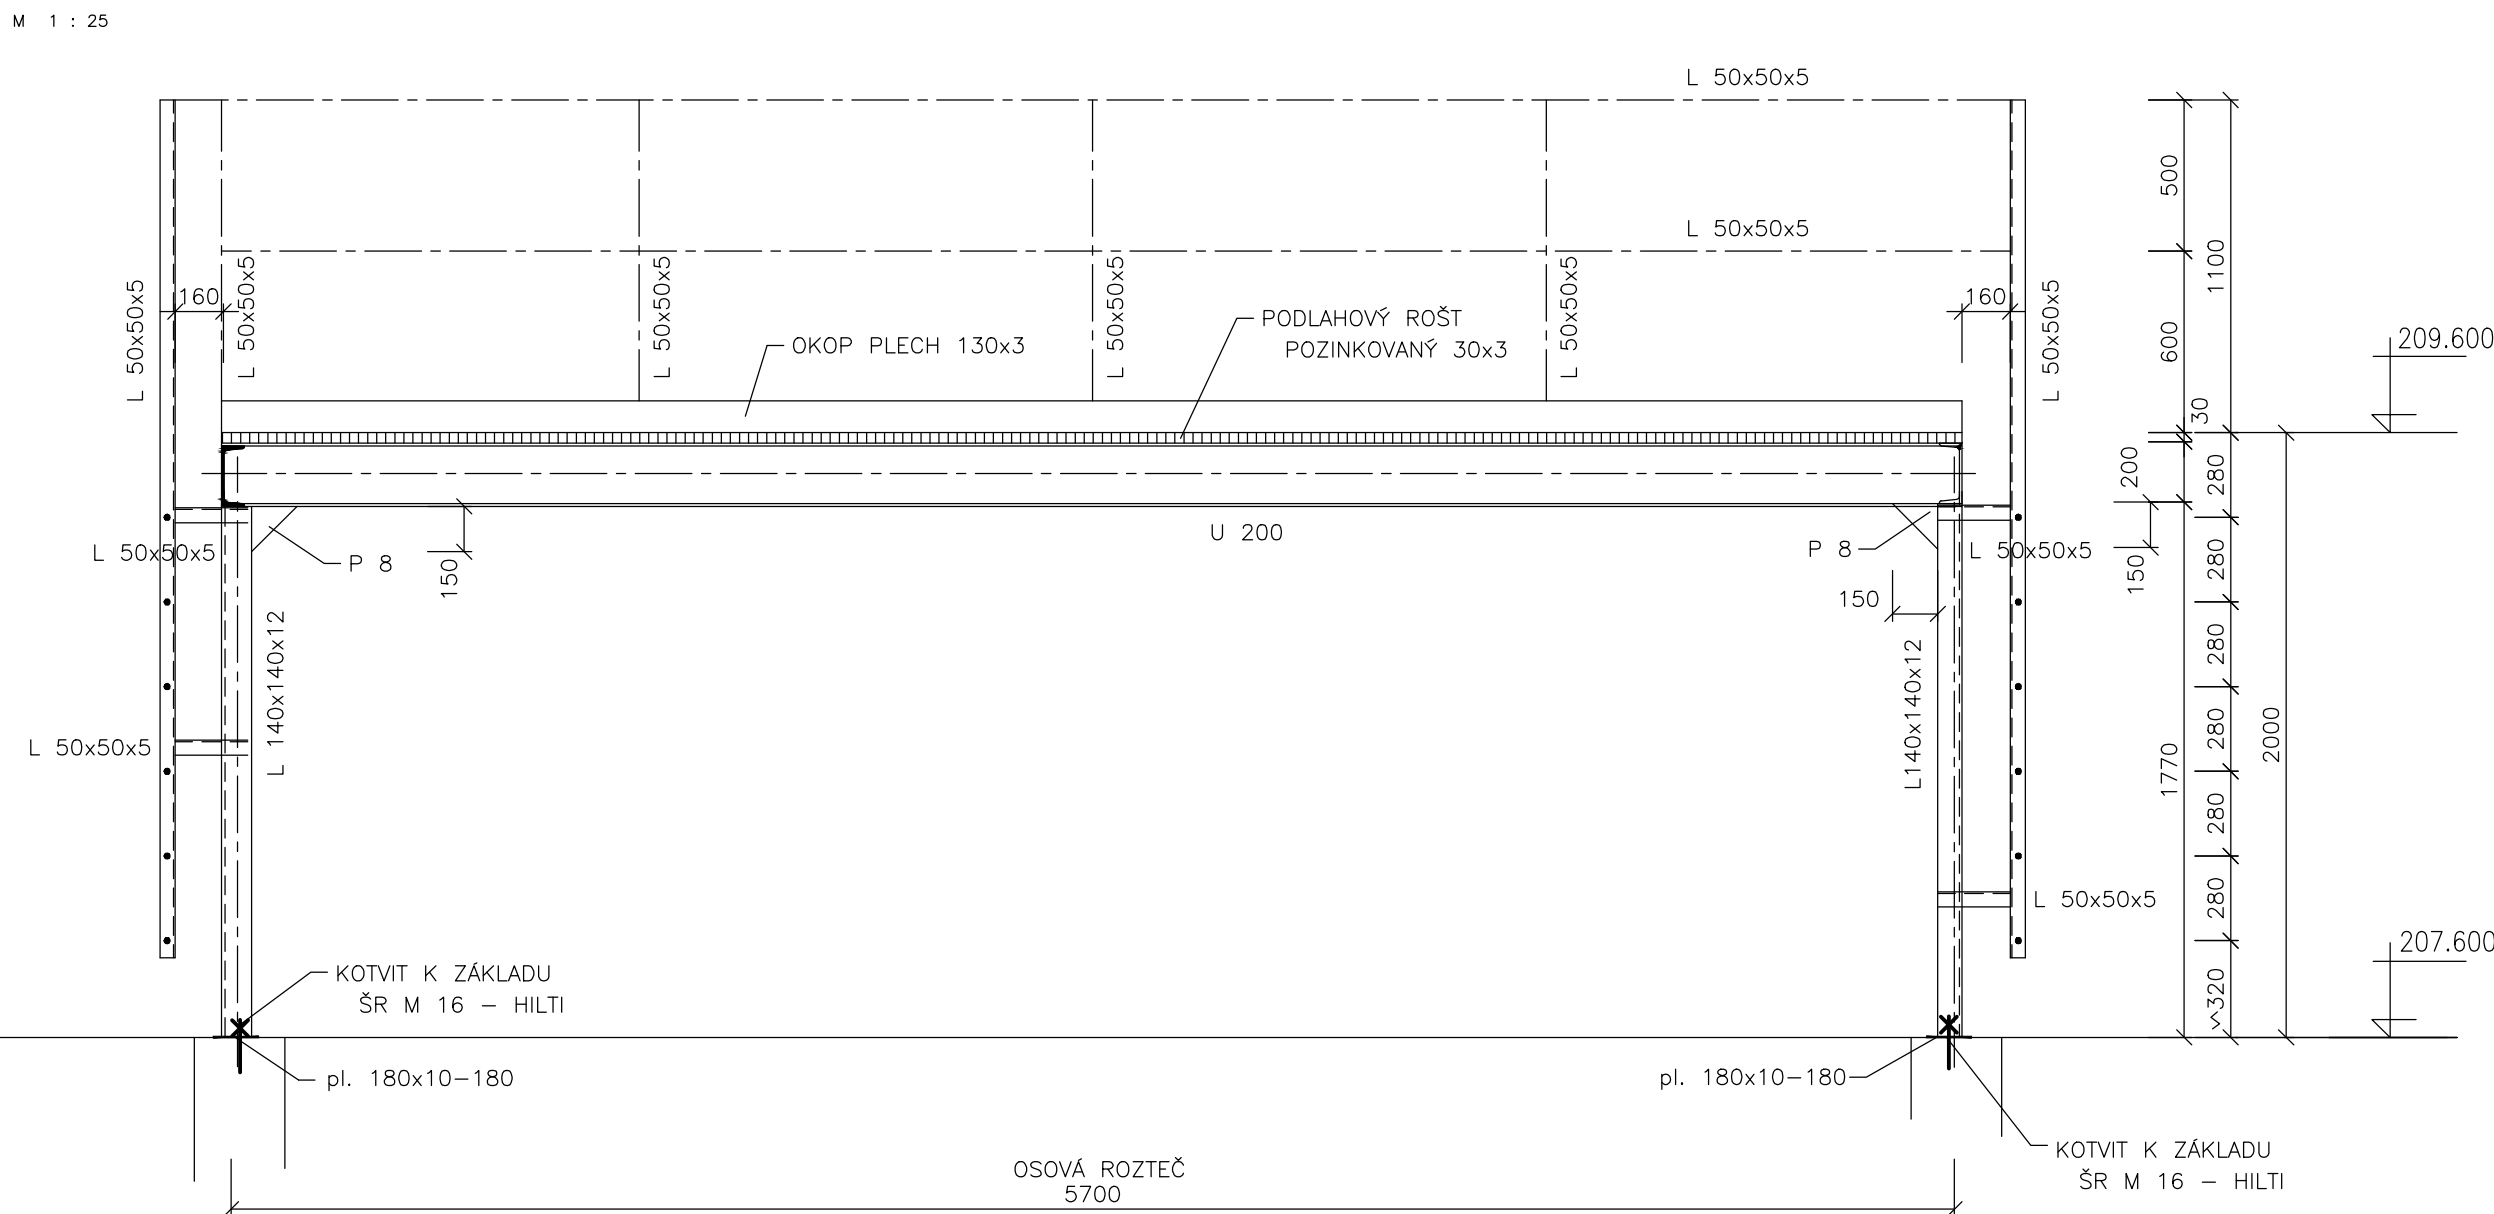 M 1 : 25
L 50x50x5
L 50x50x5
500
1100
600
30
209.600
L 50x50x5
160
L 50x50x5
L 50x50x5
L 50x50x5
L 50x50x5
160
L 50x50x5
OKOP PLECH 130x3
PODLAHOVÝ ROŠT
POZINKOVANÝ 30x3
200
280
U 200
L 50x50x5
P 8
150
P 8
L 50x50x5
150
150
280
L 140x140x12
L140x140x12
280
280
2000
1770
L 50x50x5
280
280
L 50x50x5
207.600
~320
KOTVIT K ZÁKLADU
ŠR M 16 – HILTI
pl. 180x10-180
pl. 180x10-180
KOTVIT K ZÁKLADU
ŠR M 16 – HILTI
OSOVÁ ROZTEČ
5700